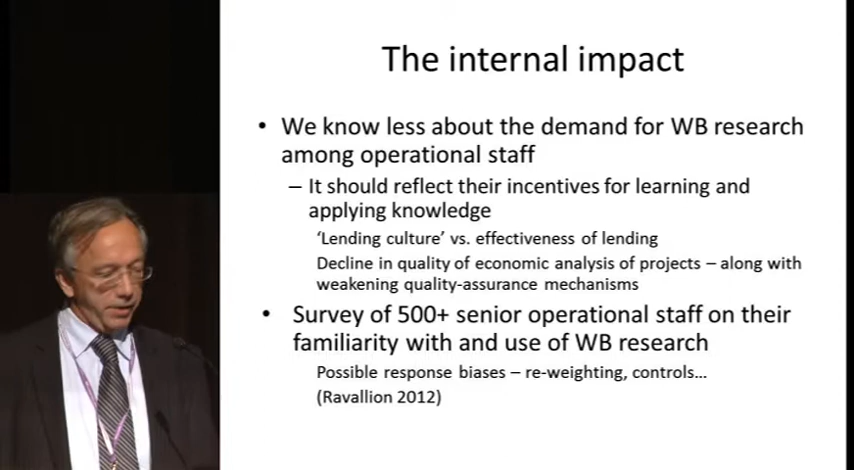 The internal impact
• We know less about the demand for WB research
among operational staff
– It should reflect their incentives for learning and
applying knowledge
‘Lending culture’ vs. effectiveness of lending
Decline in quality of economic analysis of projects – along with
weakening quality-assurance mechanisms
• Survey of 500+ senior operational staff on their
familiarity with and use of WB research
Possible response biases – re-weighting, controls…
(Ravallion 2012)